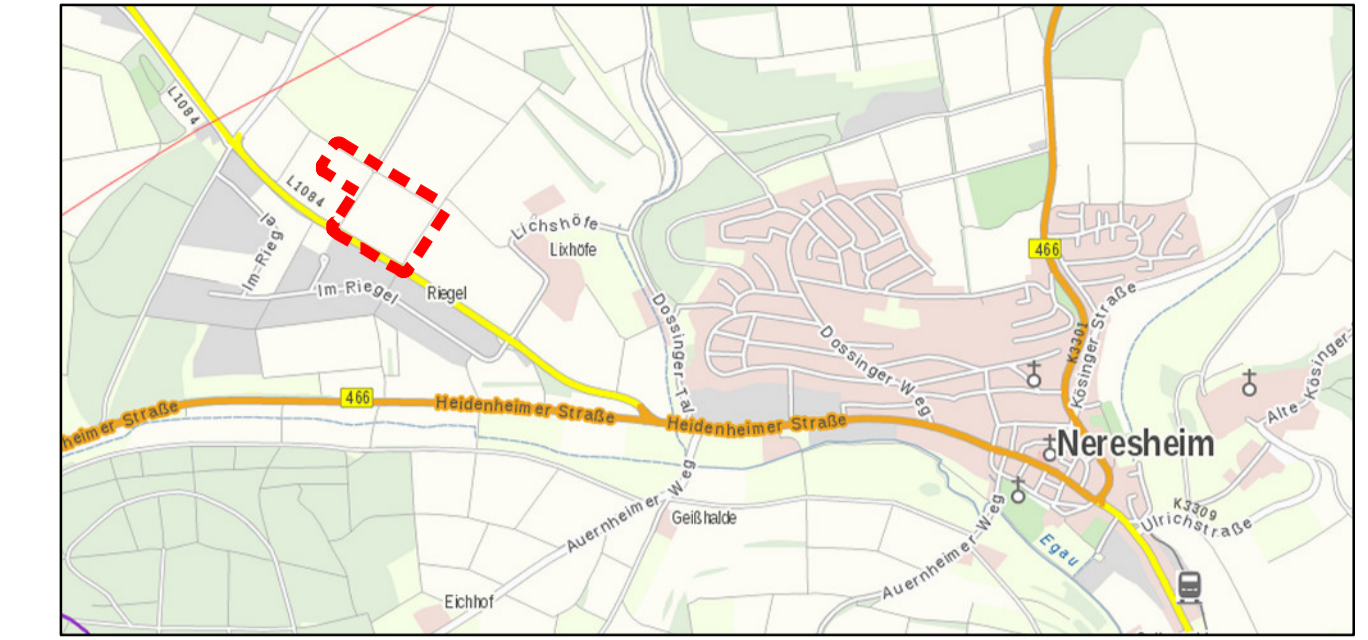 L1084
L1084
Im-Riegel
Im-Riegel
Riegel
Lichshöfe
Lixhöfe
Dossinger-Tal
Dossinger-Weg
466
K3301
Kösinger-Straße
Alte-Kösinger-
466
heimer Straße
Heidenheimer Straße
Heidenheimer Straße
Neresheim
Auernheimer-Weg
Geißhalde
Auernheimer-Weg
Egau
K3309
Ulrichstraße
Eichhof